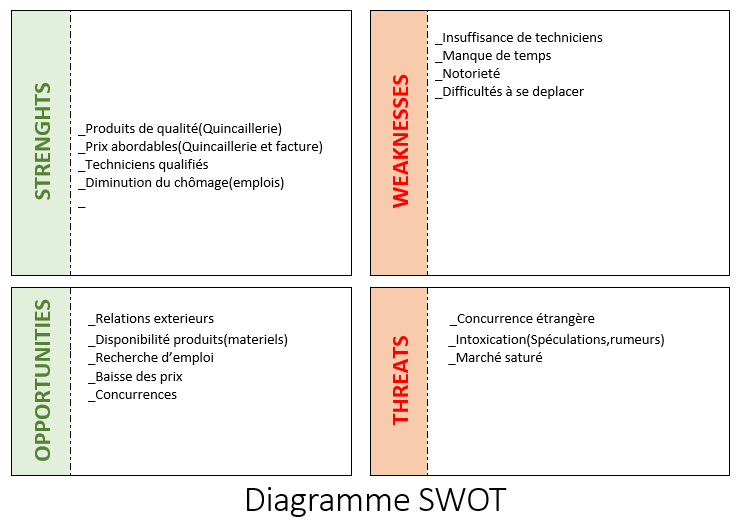 STRENGHTS
_Produits de qualité(Quincaillerie)
_Prix abordables(Quincaillerie et facture)
_Techniciens qualifiés
_Diminution du chômage(emplois)
_
WEAKNESSES
_Insuffisance de techniciens
_Manque de temps
_Notorieté
_Difficultés à se deplacer
OPPORTUNITIES
_Relations exterieurs
_Disponibilité produits(materiels)
_Recherche d’emploi
_Baisse des prix
_Concurrences
THREATS
_Concurrence étrangère
_Intoxication(Spéculations,rumeurs)
_Marché saturé
Diagramme SWOT